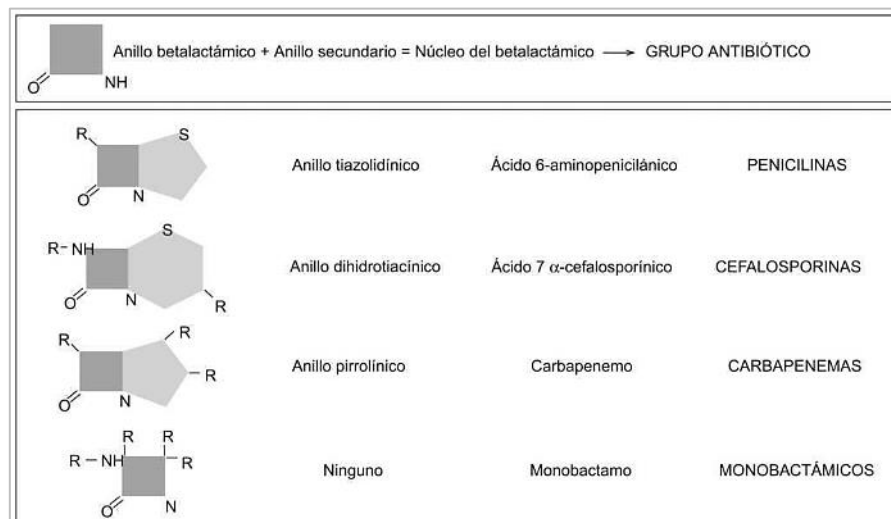 Anillo betalactámico + Anillo secundario = Núcleo del betalactámico → GRUPO ANTIBIÓTICO
O NH
R S
Anillo tiazolidínico Ácido 6-aminopenicilánico PENICILINAS
O N
S
R-NH
Anillo dihidrotiacínico Ácido 7 α-cefalosporínico CEFALOSPORINAS
O N R
R R
Anillo pirrolínico Carbapenemo CARBAPENEMAS
R
O N
R R
R-NH R
Ninguno Monobactamo MONOBACTÁMICOS
O N